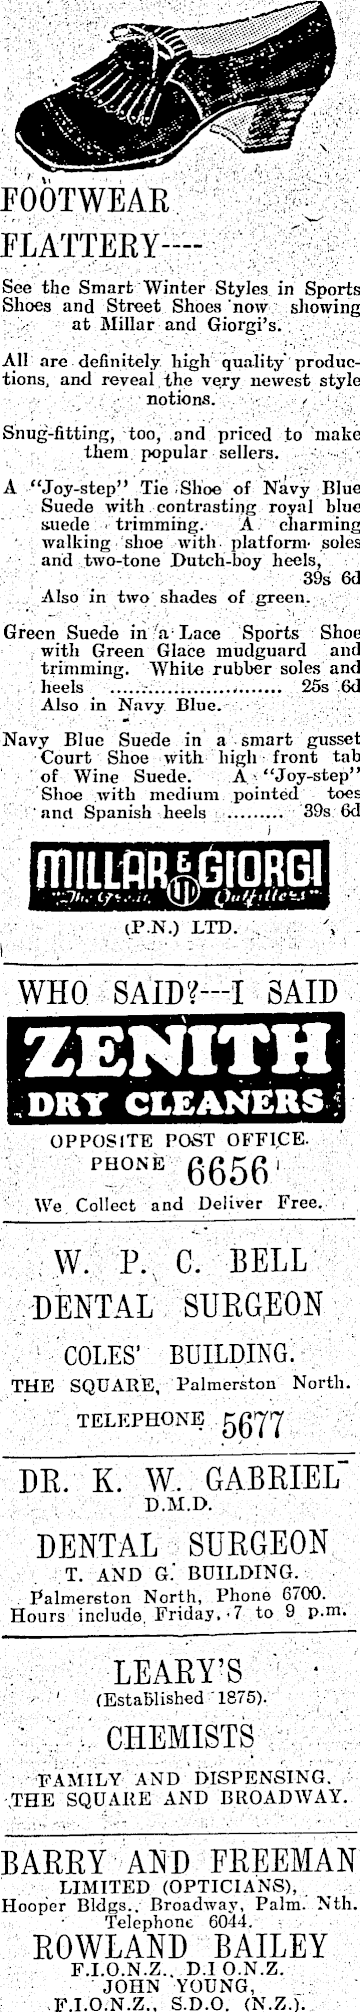 FOOTWEAR
FLATTERY----
See the Smart Winter Styles in Sports
Shoes and Street Shoes now showing
at Millar and Giorgi's.
All are definitely high quality produc-
tions, and reveal the very newest style
notions.
Snug-fitting, too, and priced to make
them popular sellers.
A "Joy-step" Tie Shoe of Navy Blue
Suede with contrasting royal blue
suede trimming. A charming
walking shoe with platform soles
and two-tone Dutch-boy heels,
39s 6d
Also in two shades of green.
Green Suede in a Lace Sports Shoe
with Green Glace mudguard and
trimming. White rubber soles and
heels ........................... 25s 6d
Also in Navy Blue.
Navy Blue Suede in a smart gusset
Court Shoe with high front tab
of Wine Suede. A "Joy-step"
Shoe with medium pointed toes
and Spanish heels ......... 39s 6d
MILLAR & GIORGI
"The Great Outfitters"
(P.N.) LTD.
WHO SAID?---I SAID
ZENITH
DRY CLEANERS
OPPOSITE POST OFFICE.
PHONE 6656
We Collect and Deliver Free.
W. P. C. BELL
DENTAL SURGEON
COLES' BUILDING.
THE SQUARE, Palmerston North.
TELEPHONE 5677
DR. K. W. GABRIEL
D.M.D.
DENTAL SURGEON
T. AND G. BUILDING.
Palmerston North, Phone 6700.
Hours include Friday, 7 to 9 p.m.
LEARY'S
(Established 1875).
CHEMISTS
FAMILY AND DISPENSING.
THE SQUARE AND BROADWAY.
BARRY AND FREEMAN
LIMITED (OPTICIANS),
Hooper Bldgs., Broadway, Palm. Nth.
Telephone 6044.
ROWLAND BAILEY
F.I.O.N.Z., D.I O.N.Z.
JOHN YOUNG,
F.I.O.N.Z., S.D.O. (N.Z.).